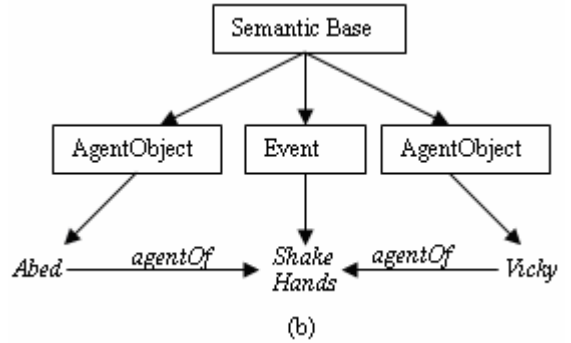 Semantic Base
AgentObject
Event
AgentObject
Abed
agentOf
Shake
Hands
agentOf
Vicky
(b)